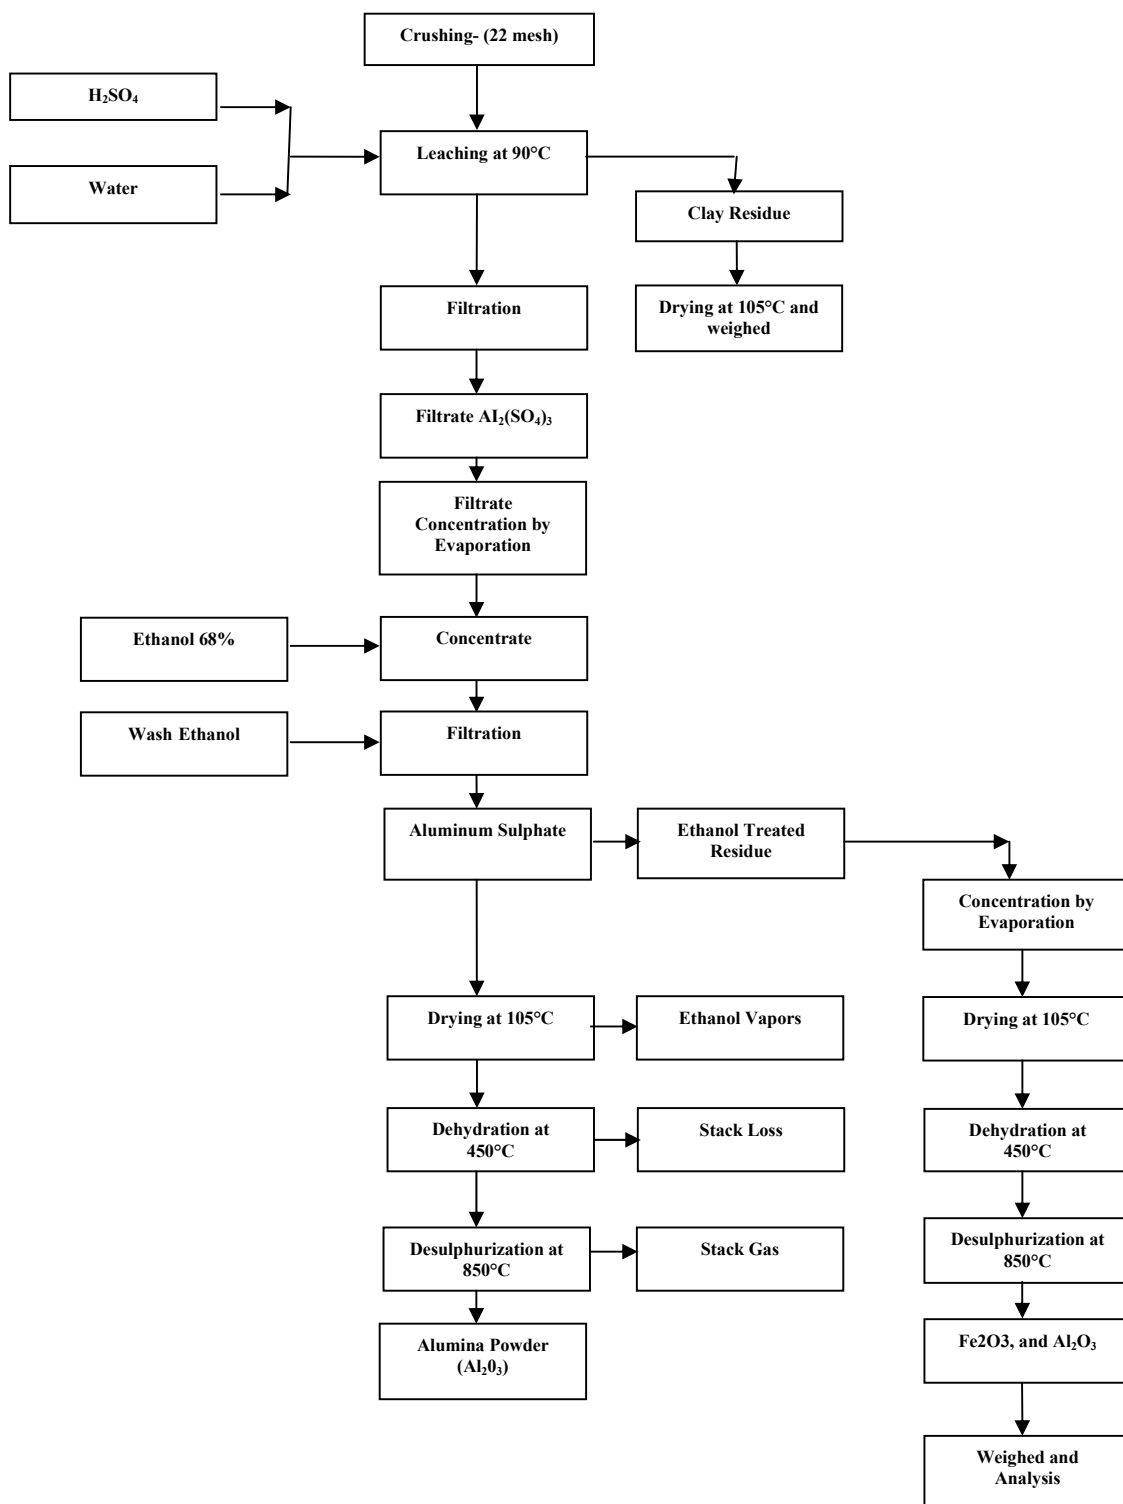 Crushing- (22 mesh)
H₂SO₄
Water
Leaching at 90°C
Clay Residue
Drying at 105°C and
weighed
Filtration
Filtrate AI₂(SO₄)₃
Filtrate
Concentration by
Evaporation
Ethanol 68%
Concentrate
Wash Ethanol
Filtration
Aluminum Sulphate
Ethanol Treated
Residue
Concentration by
Evaporation
Drying at 105°C
Ethanol Vapors
Drying at 105°C
Dehydration at
450°C
Stack Loss
Dehydration at
450°C
Desulphurization at
850°C
Stack Gas
Desulphurization at
850°C
Alumina Powder
(Al₂0₃)
Fe2O3, and Al₂O₃
Weighed and
Analysis